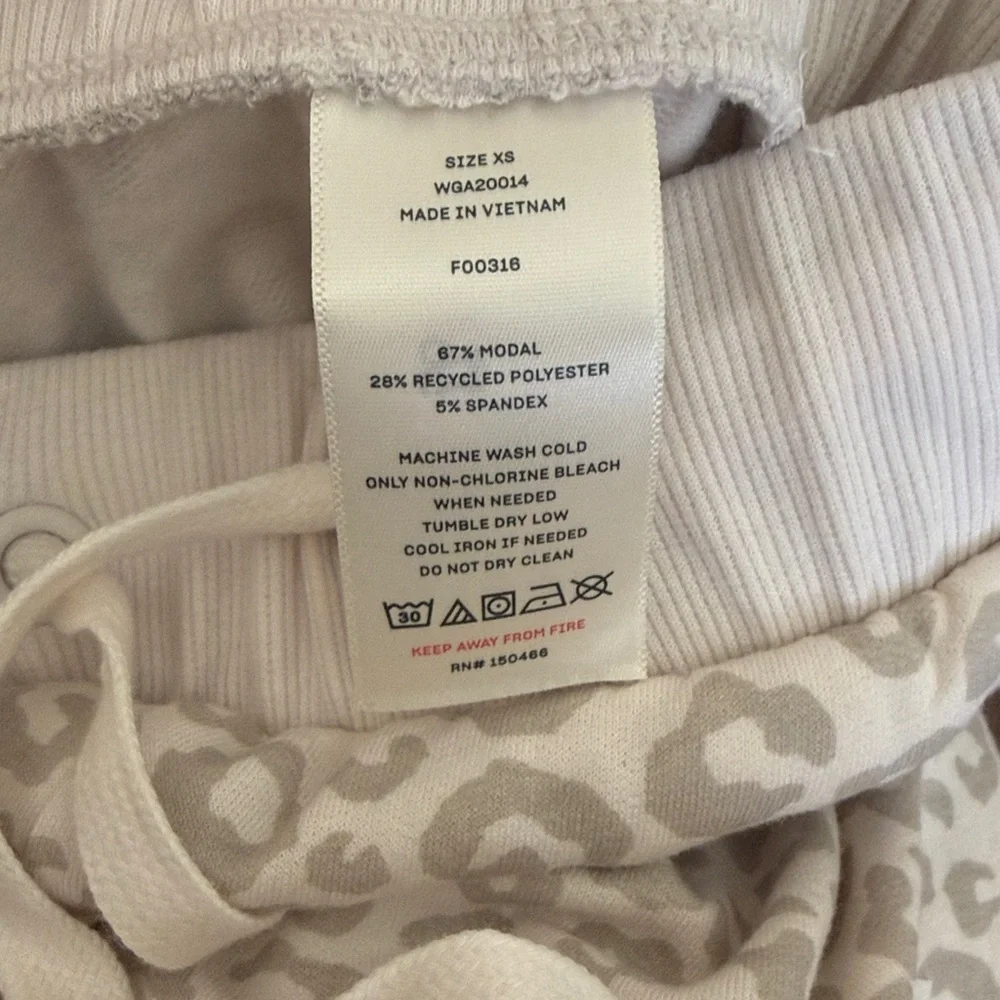 SIZE XS
WGA20014
MADE IN VIETNAM
F00316
67% MODAL
28% RECYCLED POLYESTER
5% SPANDEX
MACHINE WASH COLD
ONLY NON-CHLORINE BLEACH
WHEN NEEDED
TUMBLE DRY LOW
COOL IRON IF NEEDED
DO NOT DRY CLEAN
30
KEEP AWAY FROM FIRE
RN# 150466